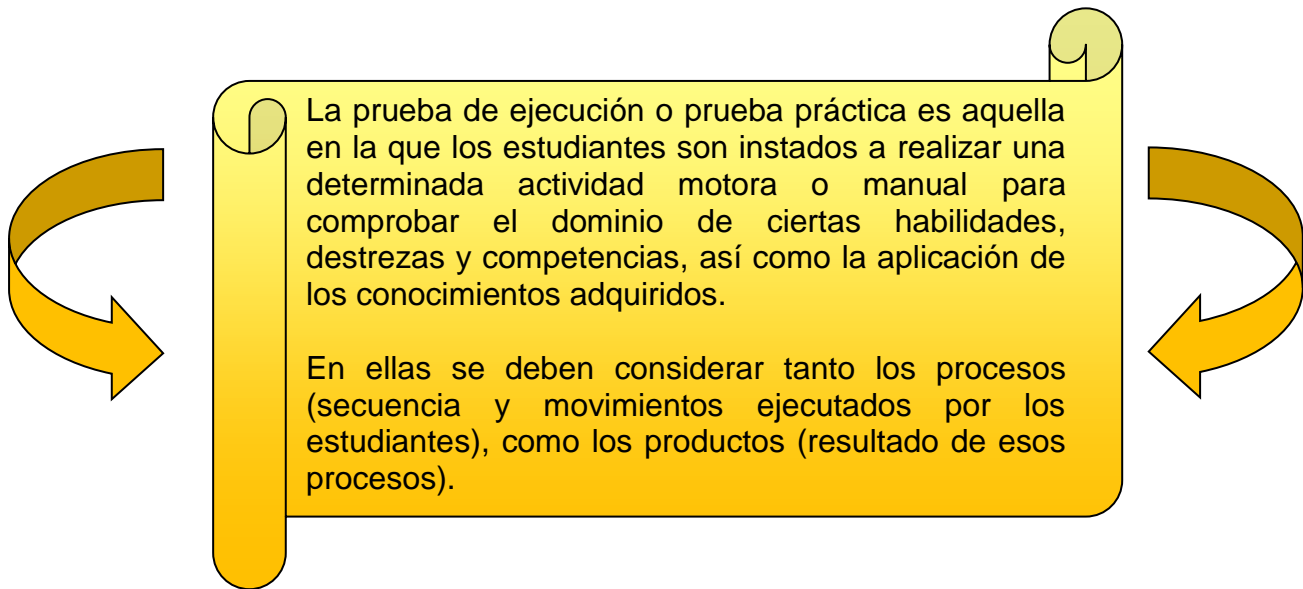 La prueba de ejecución o prueba práctica es aquella
en la que los estudiantes son instados a realizar una
determinada actividad motora o manual para
comprobar el dominio de ciertas habilidades,
destrezas y competencias, así como la aplicación de
los conocimientos adquiridos.
En ellas se deben considerar tanto los procesos
(secuencia y movimientos ejecutados por los
estudiantes), como los productos (resultado de esos
procesos).